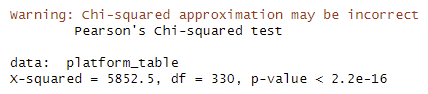 Warning: Chi-squared approximation may be incorrect
Pearson's Chi-squared test
data: platform_table
X-squared = 5852.5, df = 330, p-value < 2.2e-16